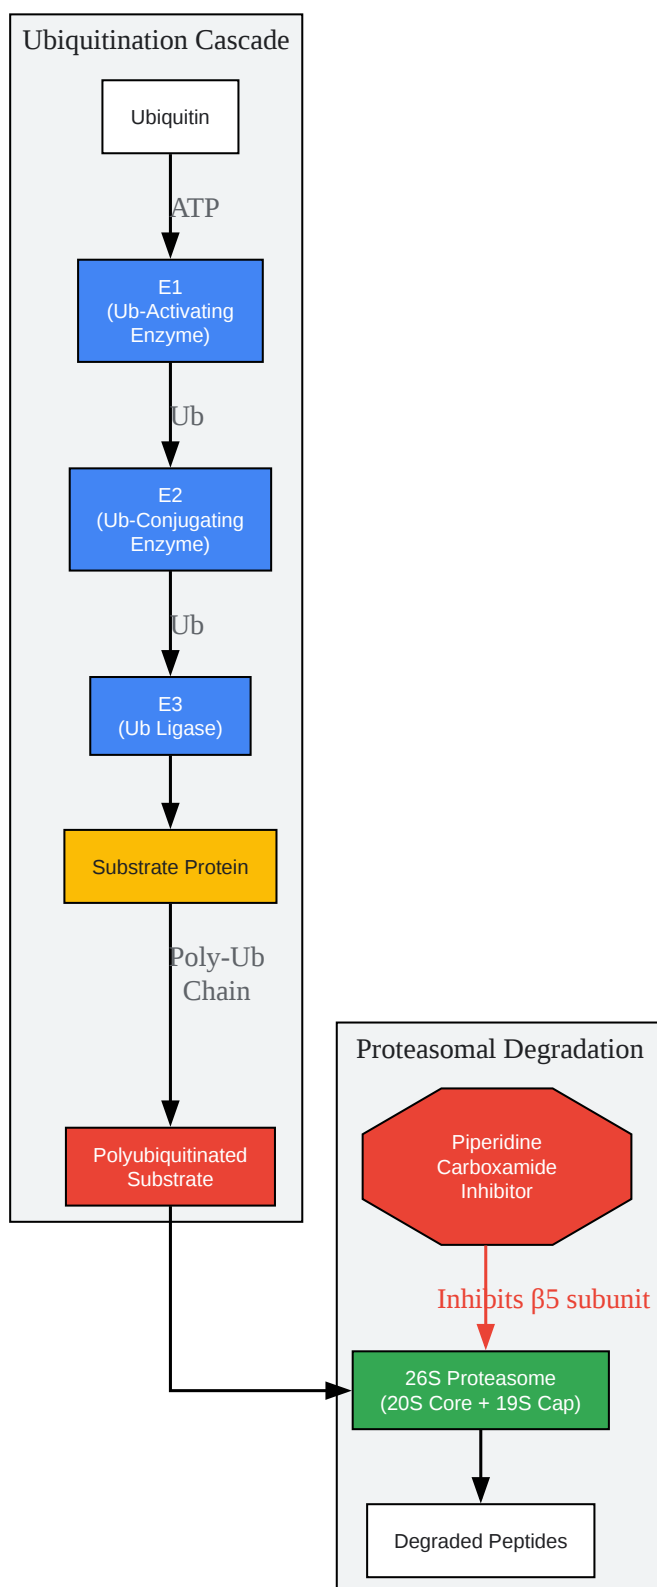 Ubiquitination Cascade
Ubiquitin
ATP
E1
(Ub-Activating
Enzyme)
Ub
E2
(Ub-Conjugating
Enzyme)
Ub
E3
(Ub Ligase)
Substrate Protein
Poly-Ub
Chain
Polyubiquitinated
Substrate
Proteasomal Degradation
Piperidine
Carboxamide
Inhibitor
Inhibits β5 subunit
26S Proteasome
(20S Core + 19S Cap)
Degraded Peptides